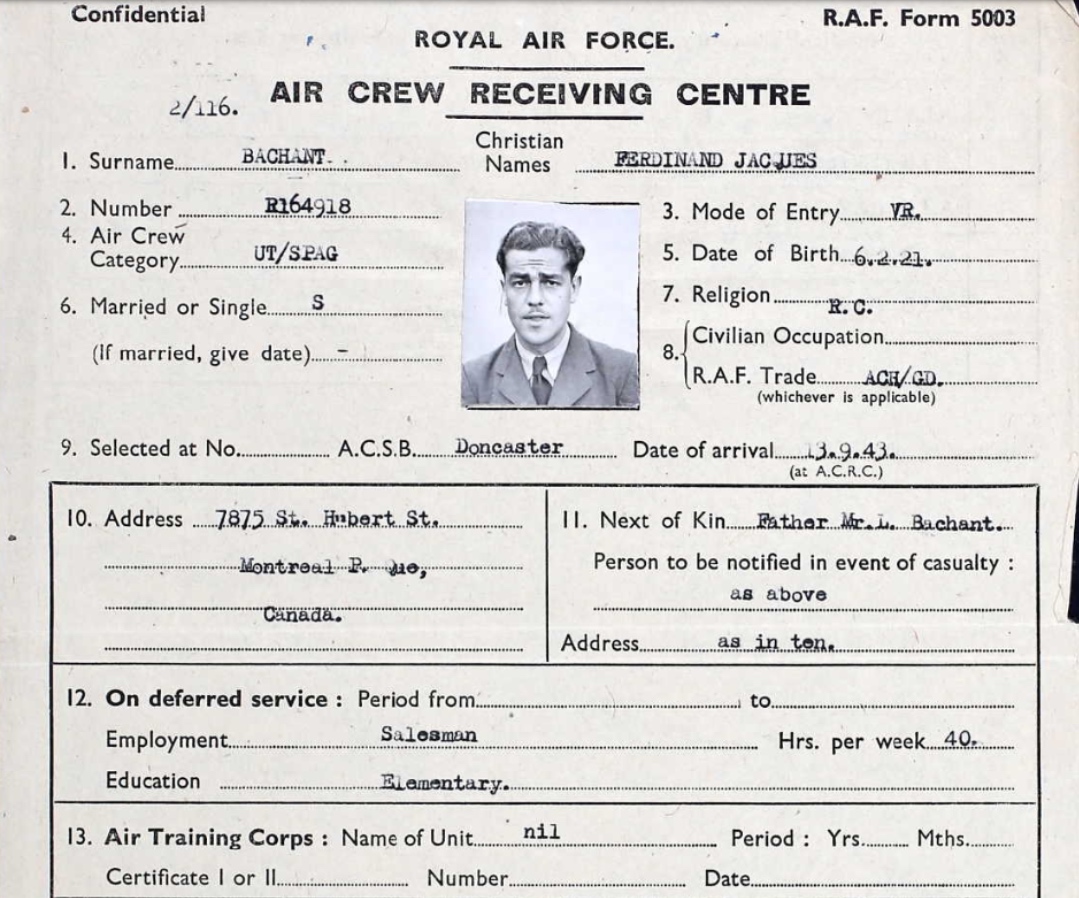 Confidential
R.A.F. Form 5003
ROYAL AIR FORCE.
2/116.
AIR CREW RECEIVING CENTRE
1. Surname BACHANT. Christian Names FERDINAND JACQUES
2. Number R164918
3. Mode of Entry VR.
4. Air Crew Category UT/SPAG
5. Date of Birth 6.2.21.
6. Married or Single S
7. Religion R.C.
(If married, give date) -
8. Civilian Occupation
R.A.F. Trade ACH/GD.
(whichever is applicable)
9. Selected at No. A.C.S.B. Doncaster Date of arrival 13.9.43.
(at A.C.R.C.)
10. Address 7875 St. Hubert St.
Montreal P. Que,
Canada.
11. Next of Kin Father Mr. L. Bachant.
Person to be notified in event of casualty :
as above
Address as in ten.
12. On deferred service : Period from to
Employment Salesman Hrs. per week 40.
Education Elementary.
13. Air Training Corps : Name of Unit nil Period : Yrs. Mths.
Certificate I or II. Number Date